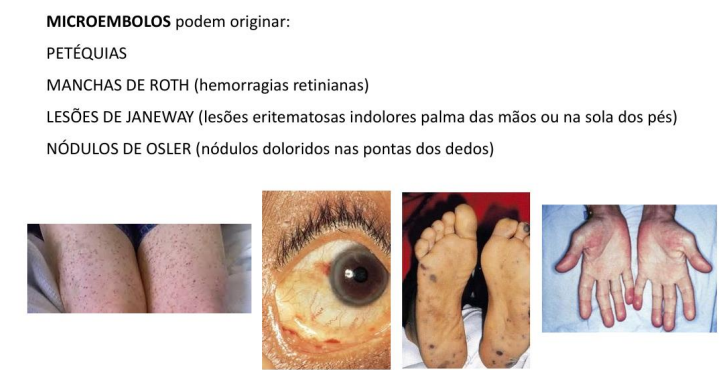 MICROEMBOLOS podem originar:
PETÉQUIAS
MANCHAS DE ROTH (hemorragias retinianas)
LESÕES DE JANEWAY (lesões eritematosas indolores palma das mãos ou na sola dos pés)
NÓDULOS DE OSLER (nódulos doloridos nas pontas dos dedos)